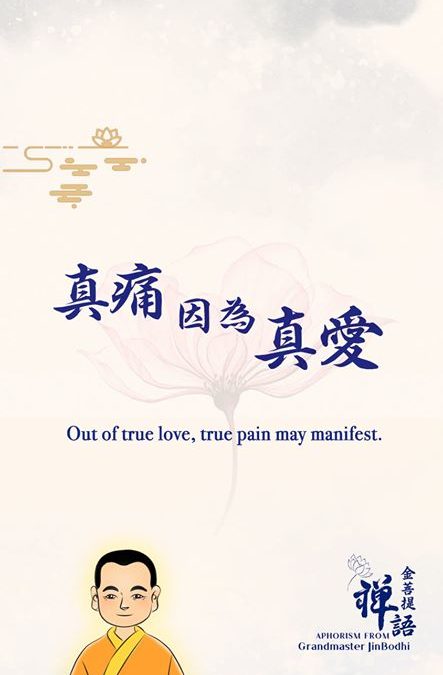 真痛因為真愛
Out of true love, true pain may manifest.
金菩提
禪語
APHORISM FROM
Grandmaster JinBodhi